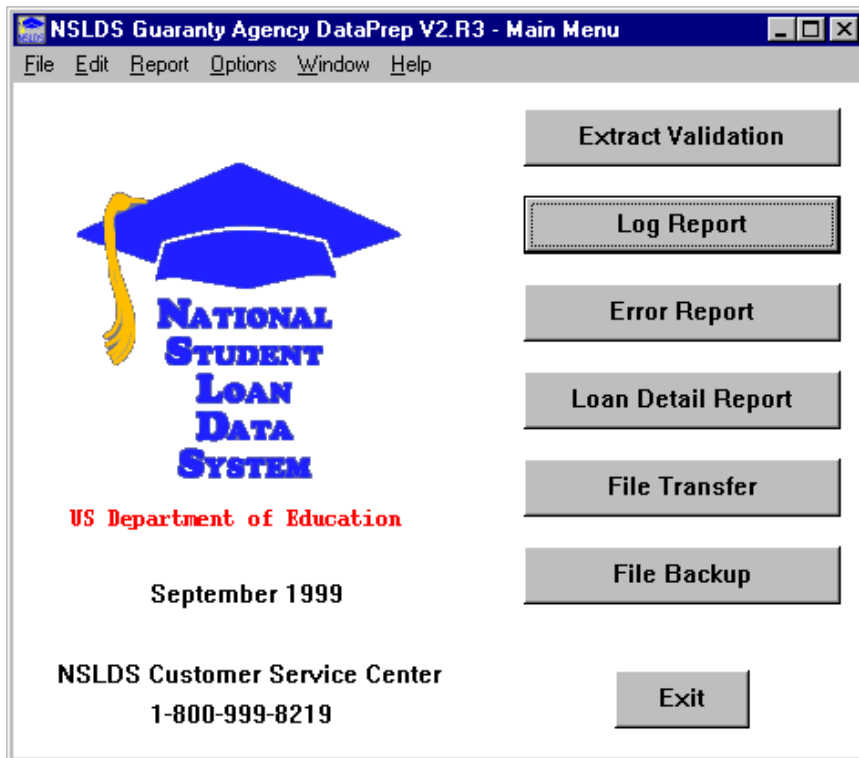 NSLDS Guaranty Agency DataPrep V2.R3 - Main Menu
File Edit Report Options Window Help
Extract Validation
Log Report
Error Report
Loan Detail Report
File Transfer
File Backup
NATIONAL
STUDENT
LOAN
DATA
SYSTEM
US Department of Education
September 1999
NSLDS Customer Service Center
1-800-999-8219
Exit